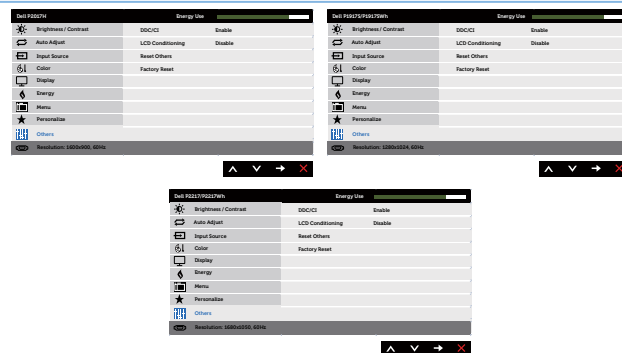 Dell P2017H Energy Use
Brightness / Contrast DDC/CI Enable
Auto Adjust LCD Conditioning Disable
Input Source Reset Others
Color Factory Reset
Display
Energy
Menu
Personalize
Others
Resolution: 1600x900, 60Hz
Dell P1917S/P1917SWh Energy Use
Brightness / Contrast DDC/CI Enable
Auto Adjust LCD Conditioning Disable
Input Source Reset Others
Color Factory Reset
Display
Energy
Menu
Personalize
Others
Resolution: 1280x1024, 60Hz
Dell P2217/P2217Wh Energy Use
Brightness / Contrast DDC/CI Enable
Auto Adjust LCD Conditioning Disable
Input Source Reset Others
Color Factory Reset
Display
Energy
Menu
Personalize
Others
Resolution: 1680x1050, 60Hz